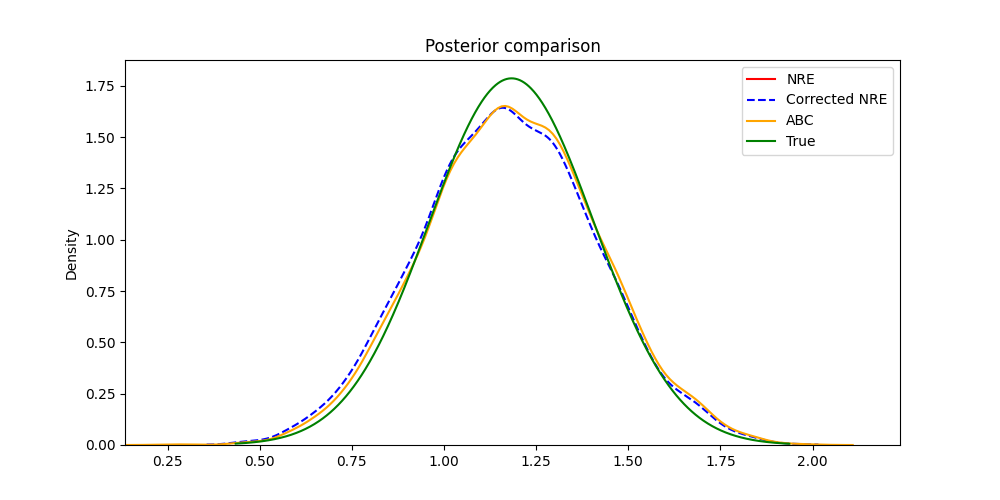 Posterior comparison
NRE
Corrected NRE
ABC
True
Density
1.75
1.50
1.25
1.00
0.75
0.50
0.25
0.00
0.25 0.50 0.75 1.00 1.25 1.50 1.75 2.00